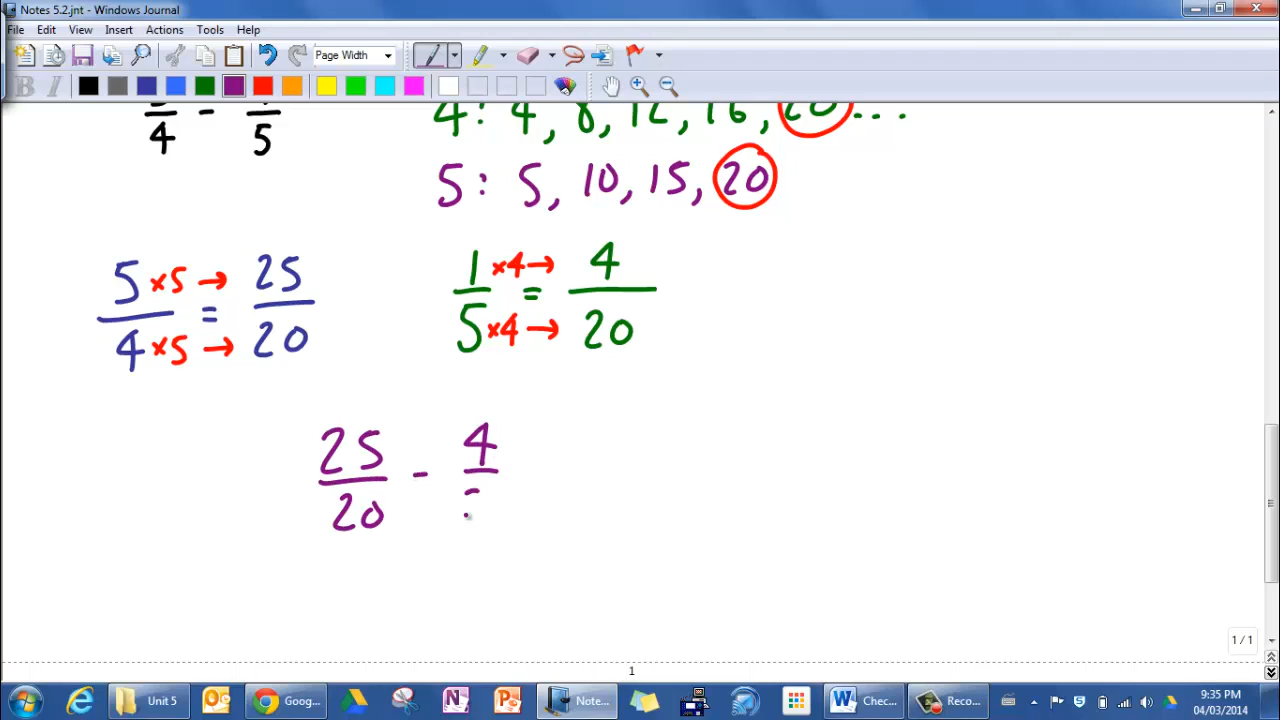 Notes 5.2.jnt - Windows Journal
File Edit View Insert Actions Tools Help
Page Width
B I
4 - 5
4: 4, 8, 12, 16, 20...
5: 5, 10, 15, 20
5 ×5 → 25
=
4 ×5 → 20
1 ×4 → 4
=
5 ×4 → 20
25 - 4
20
1 / 1
1
Unit 5
Goog...
Note...
Chec...
Reco...
9:35 PM
04/03/2014